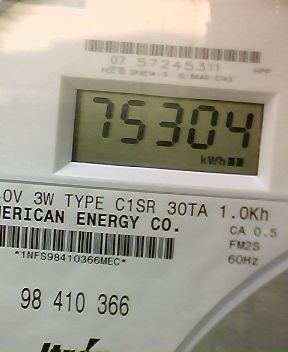 07 57245311
75304
kWh
0V 3W TYPE C1SR 30TA 1.0Kh
MERICAN ENERGY CO.
CA 0.5
FM2S
60Hz
*1NFS98410366MEC*
98 410 366